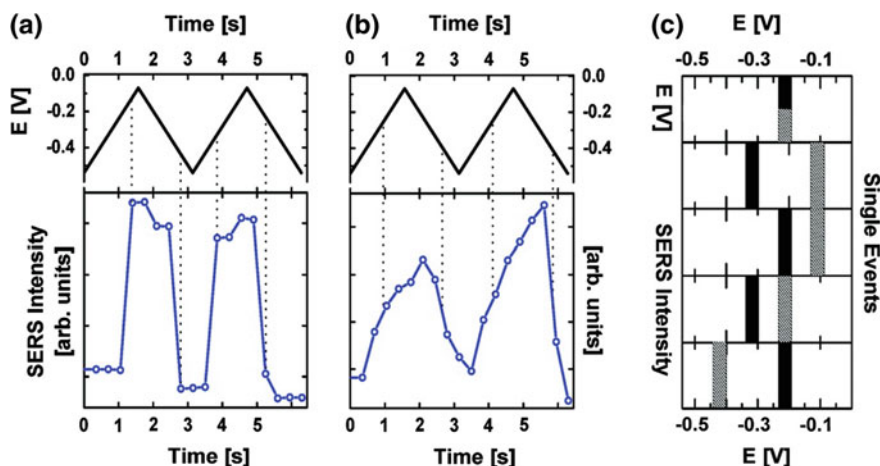 (a)
Time [s]
0 1 2 3 4 5
E [V]
0.0
-0.2
-0.4
SERS Intensity
[arb. units]
0 1 2 3 4 5
Time [s]
(b)
Time [s]
0 1 2 3 4 5
0.0
-0.2
-0.4
E [V]
SERS Intensity
[arb. units]
0 1 2 3 4 5
Time [s]
(c)
E [V]
-0.5 -0.3 -0.1
Single Events
-0.5 -0.3 -0.1
E [V]